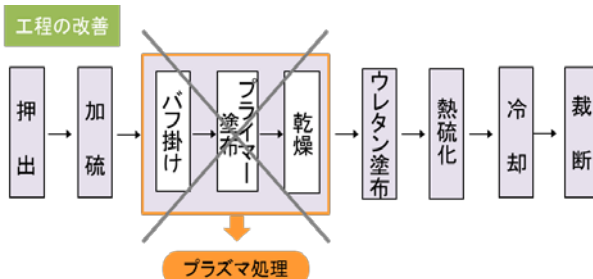 工程の改善
押出
加硫
バフ掛け
プライマー
塗布
乾燥
ウレタン塗布
熱硫化
冷却
裁断
プラズマ処理